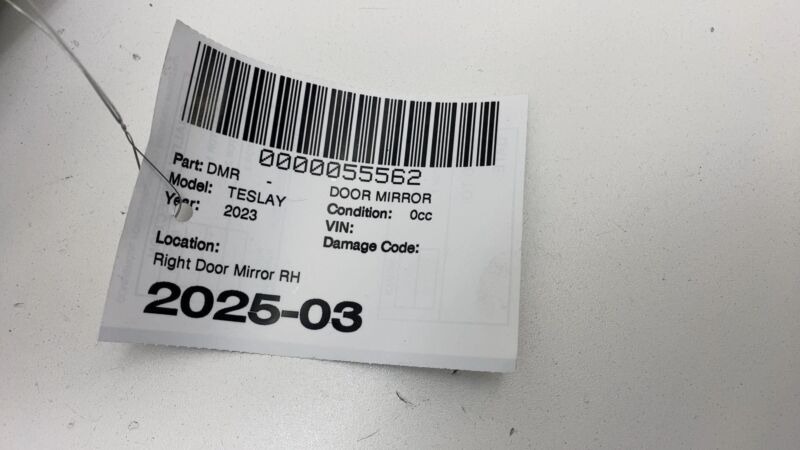 0000055562
Part: DMR - DOOR MIRROR
Model: TESLAY Condition: 0cc
Year: 2023 VIN:
Damage Code:
Location:
Right Door Mirror RH
2025-03